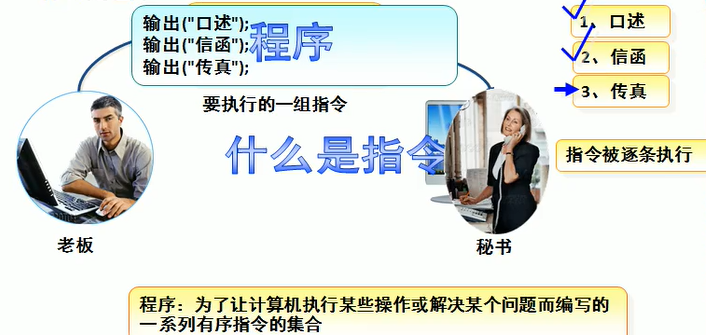 输出("口述");
输出("信函");
输出("传真");
程序
要执行的一组指令
什么是指令
1、口述
2、信函
3、传真
指令被逐条执行
老板
秘书
程序：为了让计算机执行某些操作或解决某个问题而编写的
一系列有序指令的集合